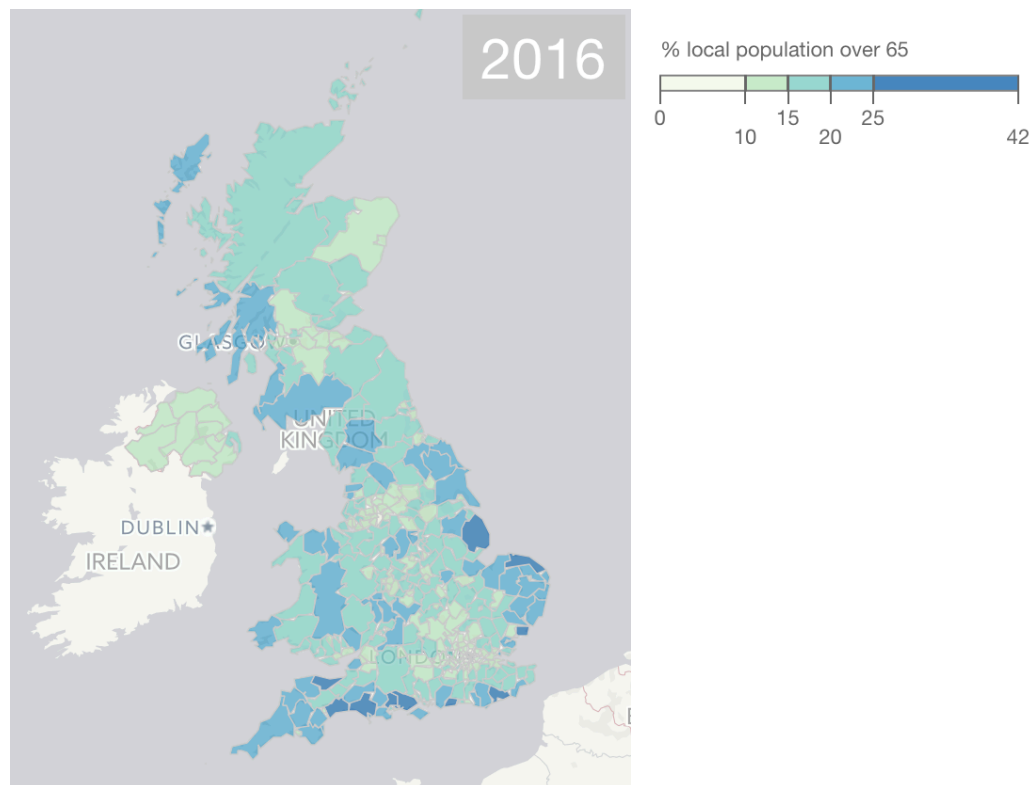 2016
% local population over 65
0
15
25
10
20
42
GLASGOW
UNITED
KINGDOM
DUBLIN
IRELAND
LONDON